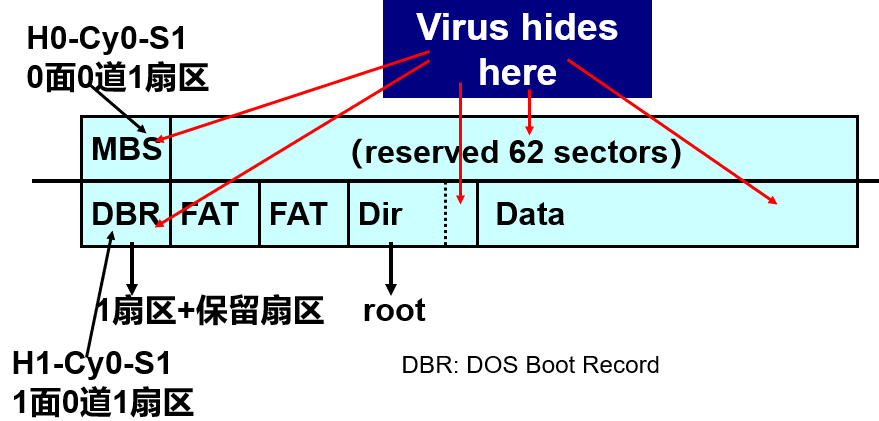 Virus hides
here
H0-Cy0-S1
0面0道1扇区
MBS
（reserved 62 sectors）
DBR
FAT
FAT
Dir
Data
1扇区+保留扇区
root
H1-Cy0-S1
1面0道1扇区
DBR: DOS Boot Record